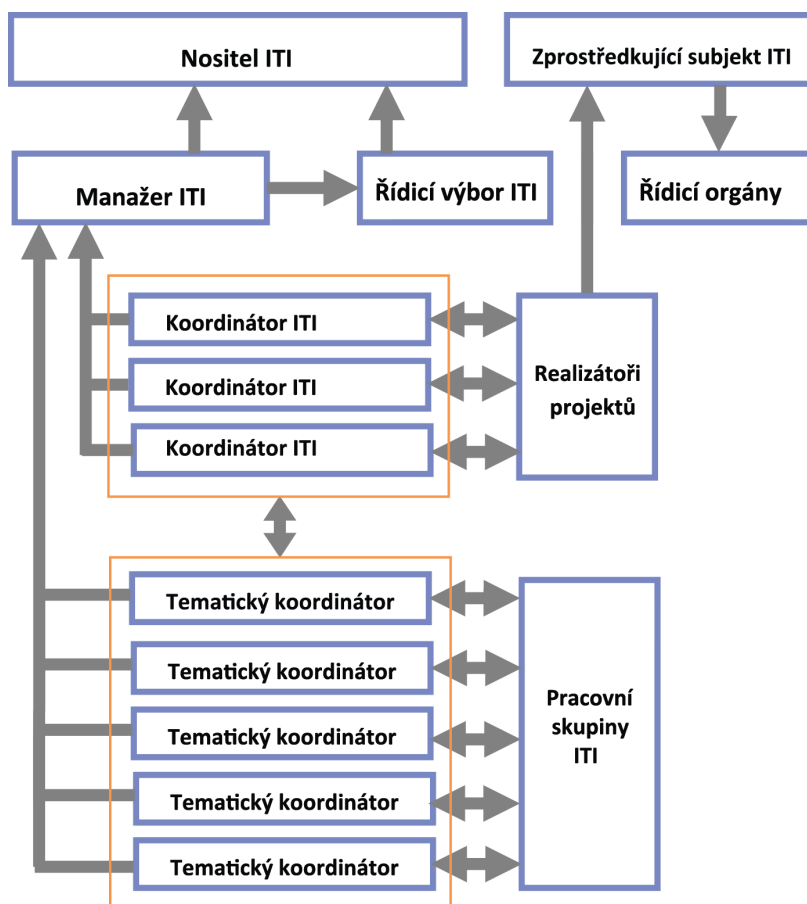 Nositel ITI
Zprostředkující subjekt ITI
Manažer ITI
Řídicí výbor ITI
Řídicí orgány
Koordinátor ITI
Koordinátor ITI
Koordinátor ITI
Realizátoři
projektů
Tematický koordinátor
Tematický koordinátor
Tematický koordinátor
Tematický koordinátor
Tematický koordinátor
Pracovní
skupiny
ITI